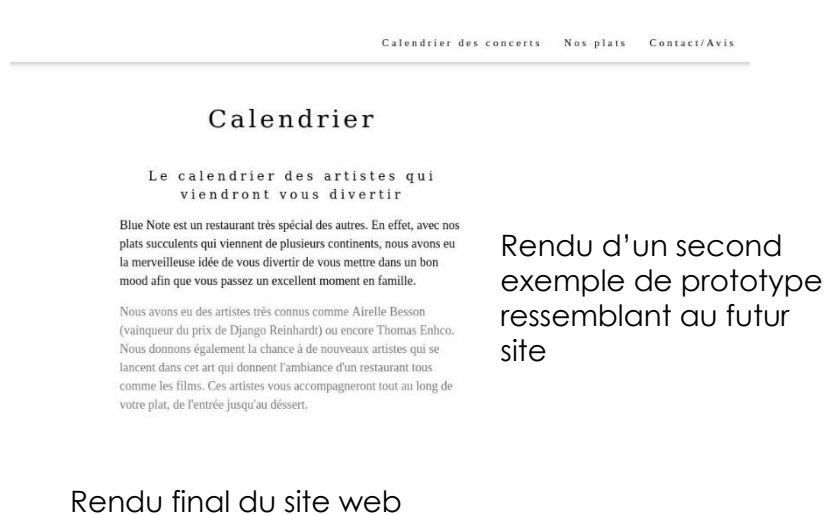 Calendrier des concerts Nos plats Contact/Avis
Calendrier
Le calendrier des artistes qui
viendront vous divertir
Blue Note est un restaurant très spécial des autres. En effet, avec nos
plats succulents qui viennent de plusieurs continents, nous avons eu
la merveilleuse idée de vous divertir de vous mettre dans un bon
mood afin que vous passez un excellent moment en famille.
Nous avons eu des artistes très connus comme Airelle Besson
(vainqueur du prix de Django Reinhardt) ou encore Thomas Enhco.
Nous donnons également la chance à de nouveaux artistes qui se
lancent dans cet art qui donnent l'ambiance d'un restaurant tous
comme les films. Ces artistes vous accompagneront tout au long de
votre plat, de l'entrée jusqu'au déssert.
Rendu d'un second
exemple de prototype
ressemblant au futur
site
Rendu final du site web